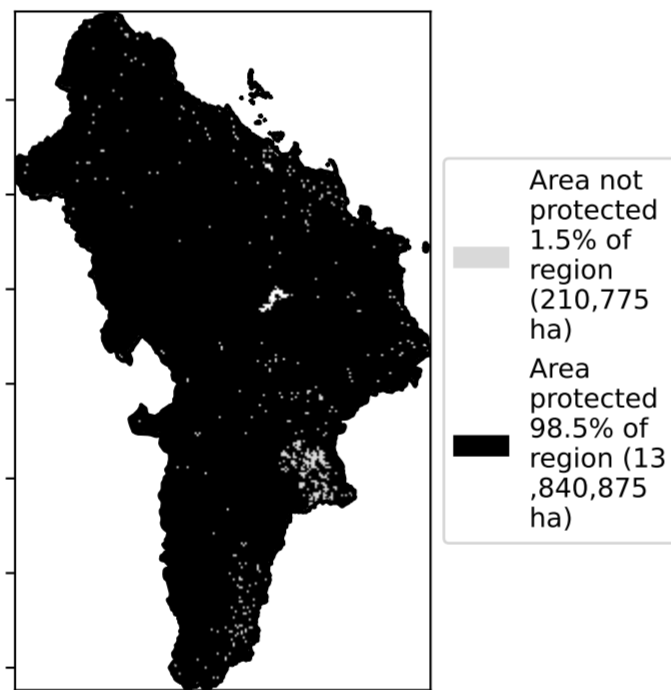 Area not
protected
1.5% of
region
(210,775
ha)
Area
protected
98.5% of
region (13
,840,875
ha)